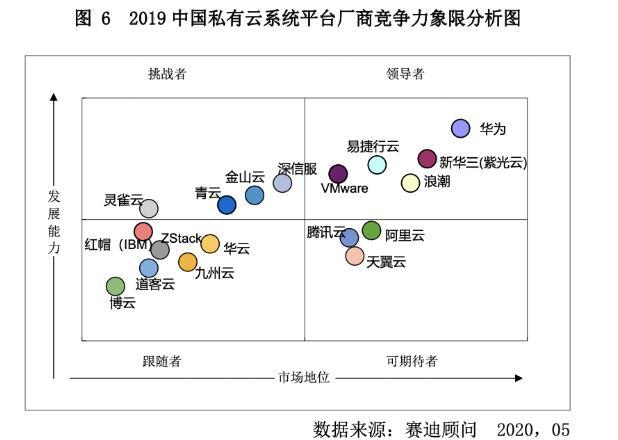 图 6 2019 中国私有云系统平台厂商竞争力象限分析图
挑战者
领导者
华为
易捷行云
新华三(紫光云)
深信服
VMware
浪潮
金山云
青云
灵雀云
发展能力
腾讯云
阿里云
红帽（IBM）
ZStack
华云
天翼云
九州云
道客云
博云
跟随者
可期待者
市场地位
数据来源：赛迪顾问 2020，05